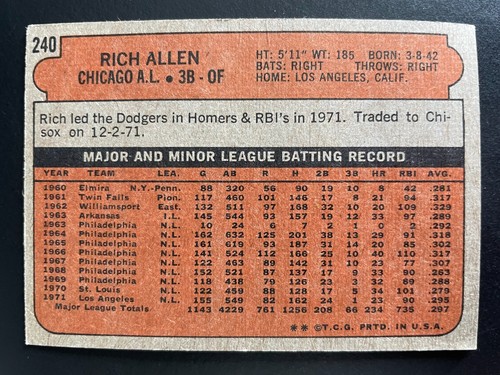 240
RICH ALLEN
CHICAGO A.L. • 3B - OF
HT: 5'11" WT: 185 BORN: 3-8-42
BATS: RIGHT THROWS: RIGHT
HOME: LOS ANGELES, CALIF.
Rich led the Dodgers in Homers & RBI's in 1971. Traded to Chi-
sox on 12-2-71.
MAJOR AND MINOR LEAGUE BATTING RECORD
YEAR TEAM LEA. G AB R H 2B 3B HR RBI AVG.
1960 Elmira N.Y.-Penn. 88 320 56 90 19 10 8 42 .281
1961 Twin Falls Pion. 117 460 101 146 17 8 21 94 .317
1962 Williamsport East. 132 511 97 168 32 10 20 109 .329
1963 Arkansas I.L. 145 544 93 157 19 12 33 97 .289
1963 Philadelphia N.L. 10 24 6 7 2 1 0 2 .292
1964 Philadelphia N.L. 162 632 125 201 38 13 29 91 .318
1965 Philadelphia N.L. 161 619 93 187 31 14 20 85 .302
1966 Philadelphia N.L. 141 524 112 166 25 10 40 110 .317
1967 Philadelphia N.L. 122 463 89 142 31 10 23 77 .307
1968 Philadelphia N.L. 152 521 87 137 17 9 33 90 .263
1969 Philadelphia N.L. 118 438 79 126 23 3 32 89 .288
1970 St. Louis N.L. 122 459 88 128 17 5 34 101 .279
1971 Los Angeles N.L. 155 549 82 162 24 1 23 90 .295
Major League Totals 1143 4229 761 1256 208 66 234 735 .297
** ©T.C.G. PRTD. IN U.S.A.